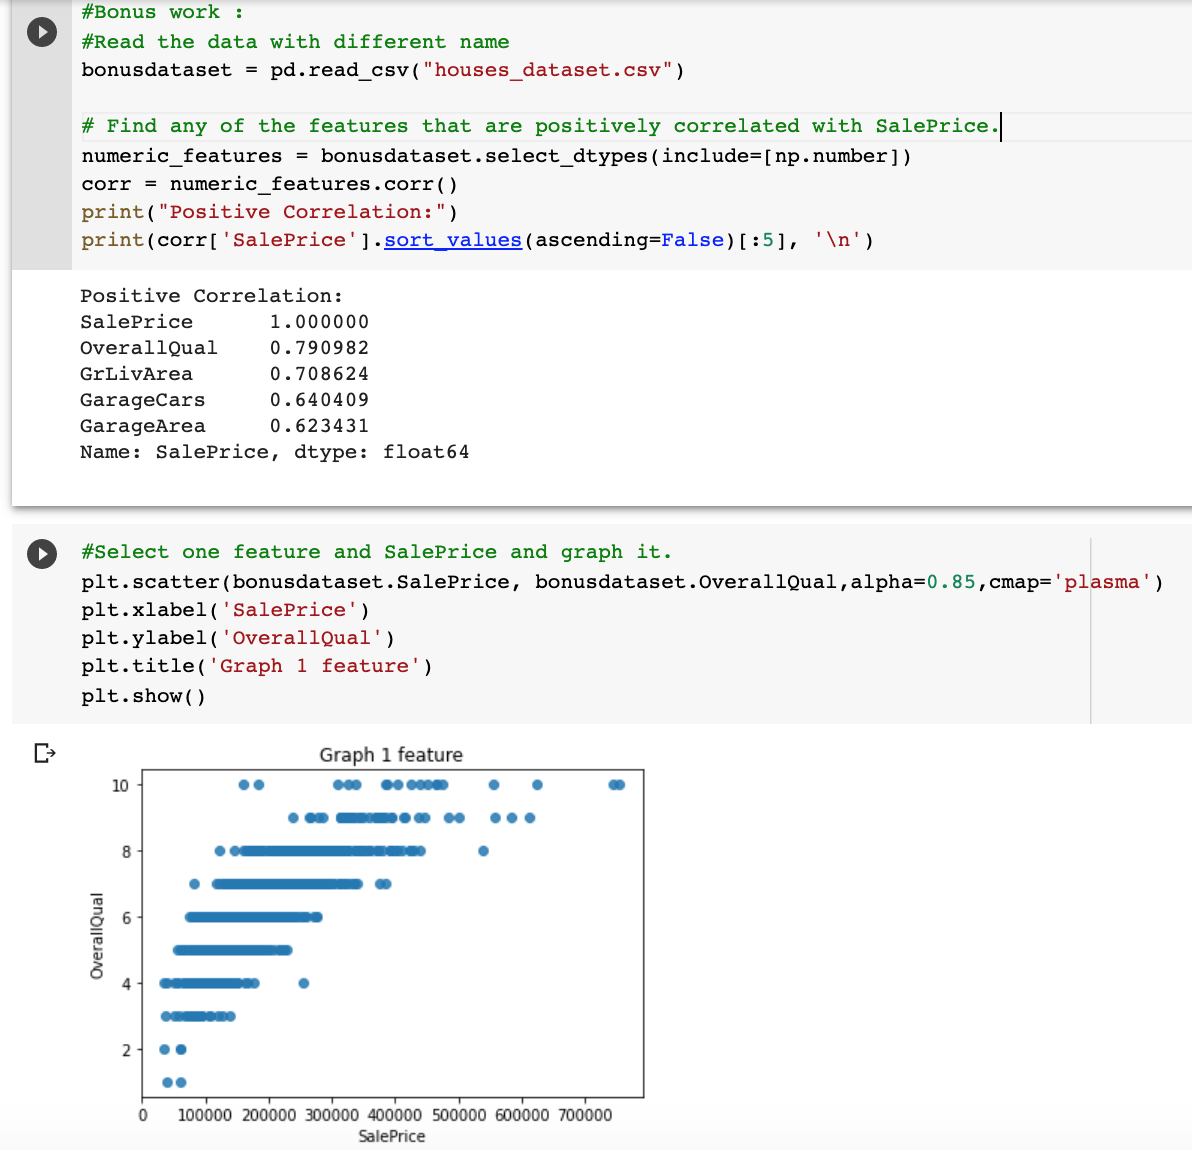 #Bonus work :
#Read the data with different name
bonusdataset = pd.read_csv("houses_dataset.csv")
# Find any of the features that are positively correlated with SalePrice.
numeric_features = bonusdataset.select_dtypes(include=[np.number])
corr = numeric_features.corr()
print("Positive Correlation:")
print(corr['SalePrice'].sort_values(ascending=False)[:5], '\n')
Positive Correlation:
SalePrice 1.000000
OverallQual 0.790982
GrLivArea 0.708624
GarageCars 0.640409
GarageArea 0.623431
Name: SalePrice, dtype: float64
#Select one feature and SalePrice and graph it.
plt.scatter(bonusdataset.SalePrice, bonusdataset.OverallQual,alpha=0.85,cmap='plasma')
plt.xlabel('SalePrice')
plt.ylabel('OverallQual')
plt.title('Graph 1 feature')
plt.show()
Graph 1 feature
10
8
6
4
2
OverallQual
0 100000 200000 300000 400000 500000 600000 700000
SalePrice